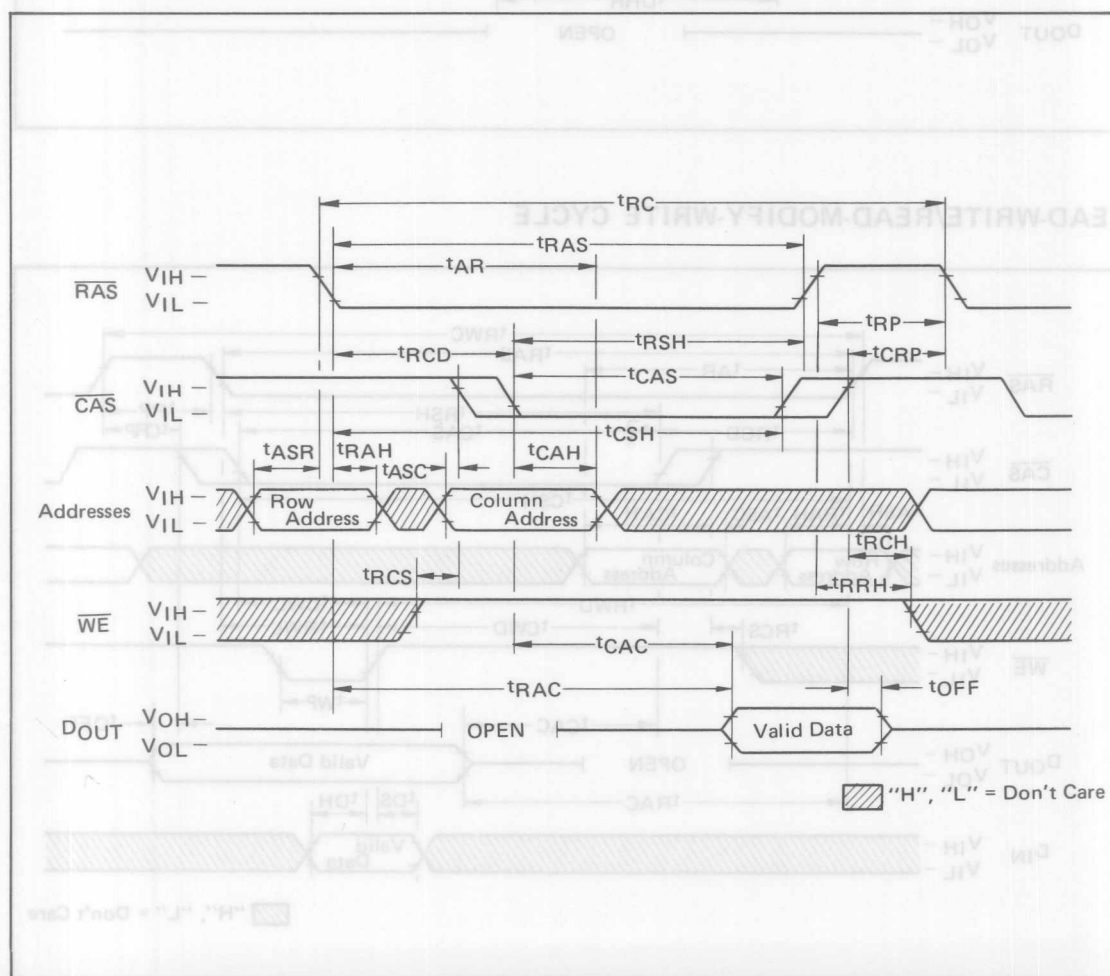 tRC
tRAS
tAR
RAS VIH
VIL
tRP
tRCD
tRSH
tCRP
tCAS
CAS VIH
VIL
tCSH
tASR
tRAH
tASC
tCAH
Addresses VIH
VIL
Row
Address
Column
Address
tRCH
tRCS
tRRH
WE VIH
VIL
tCAC
tRAC
tOFF
DOUT VOH
VOL
OPEN
Valid Data
"H", "L" = Don't Care